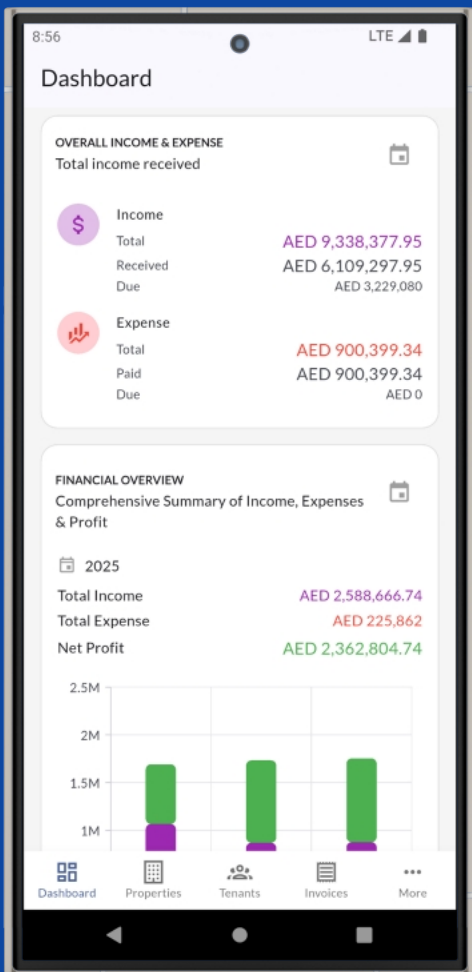 8:56
LTE
Dashboard
OVERALL INCOME & EXPENSE
Total income received
Income
Total AED 9,338,377.95
Received AED 6,109,297.95
Due AED 3,229,080
Expense
Total AED 900,399.34
Paid AED 900,399.34
Due AED 0
FINANCIAL OVERVIEW
Comprehensive Summary of Income, Expenses
& Profit
2025
Total Income AED 2,588,666.74
Total Expense AED 225,862
Net Profit AED 2,362,804.74
2.5M
2M
1.5M
1M
Dashboard Properties Tenants Invoices More